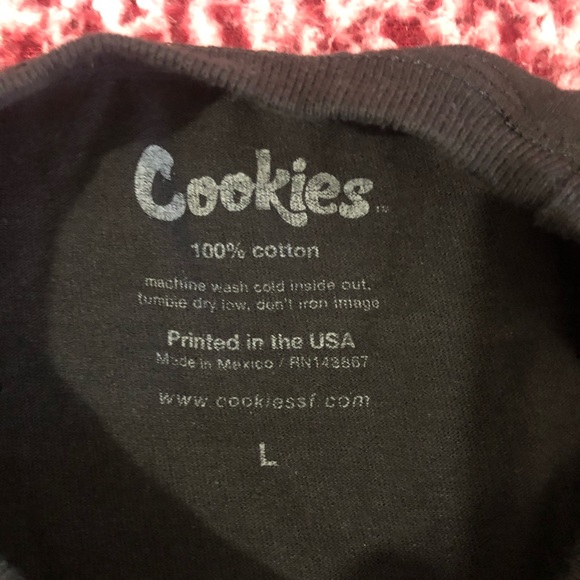 Cookies™
100% cotton
machine wash cold inside out,
tumble dry low, don't iron image
Printed in the USA
Made in Mexico / RN143867
www.cookiessf.com
L